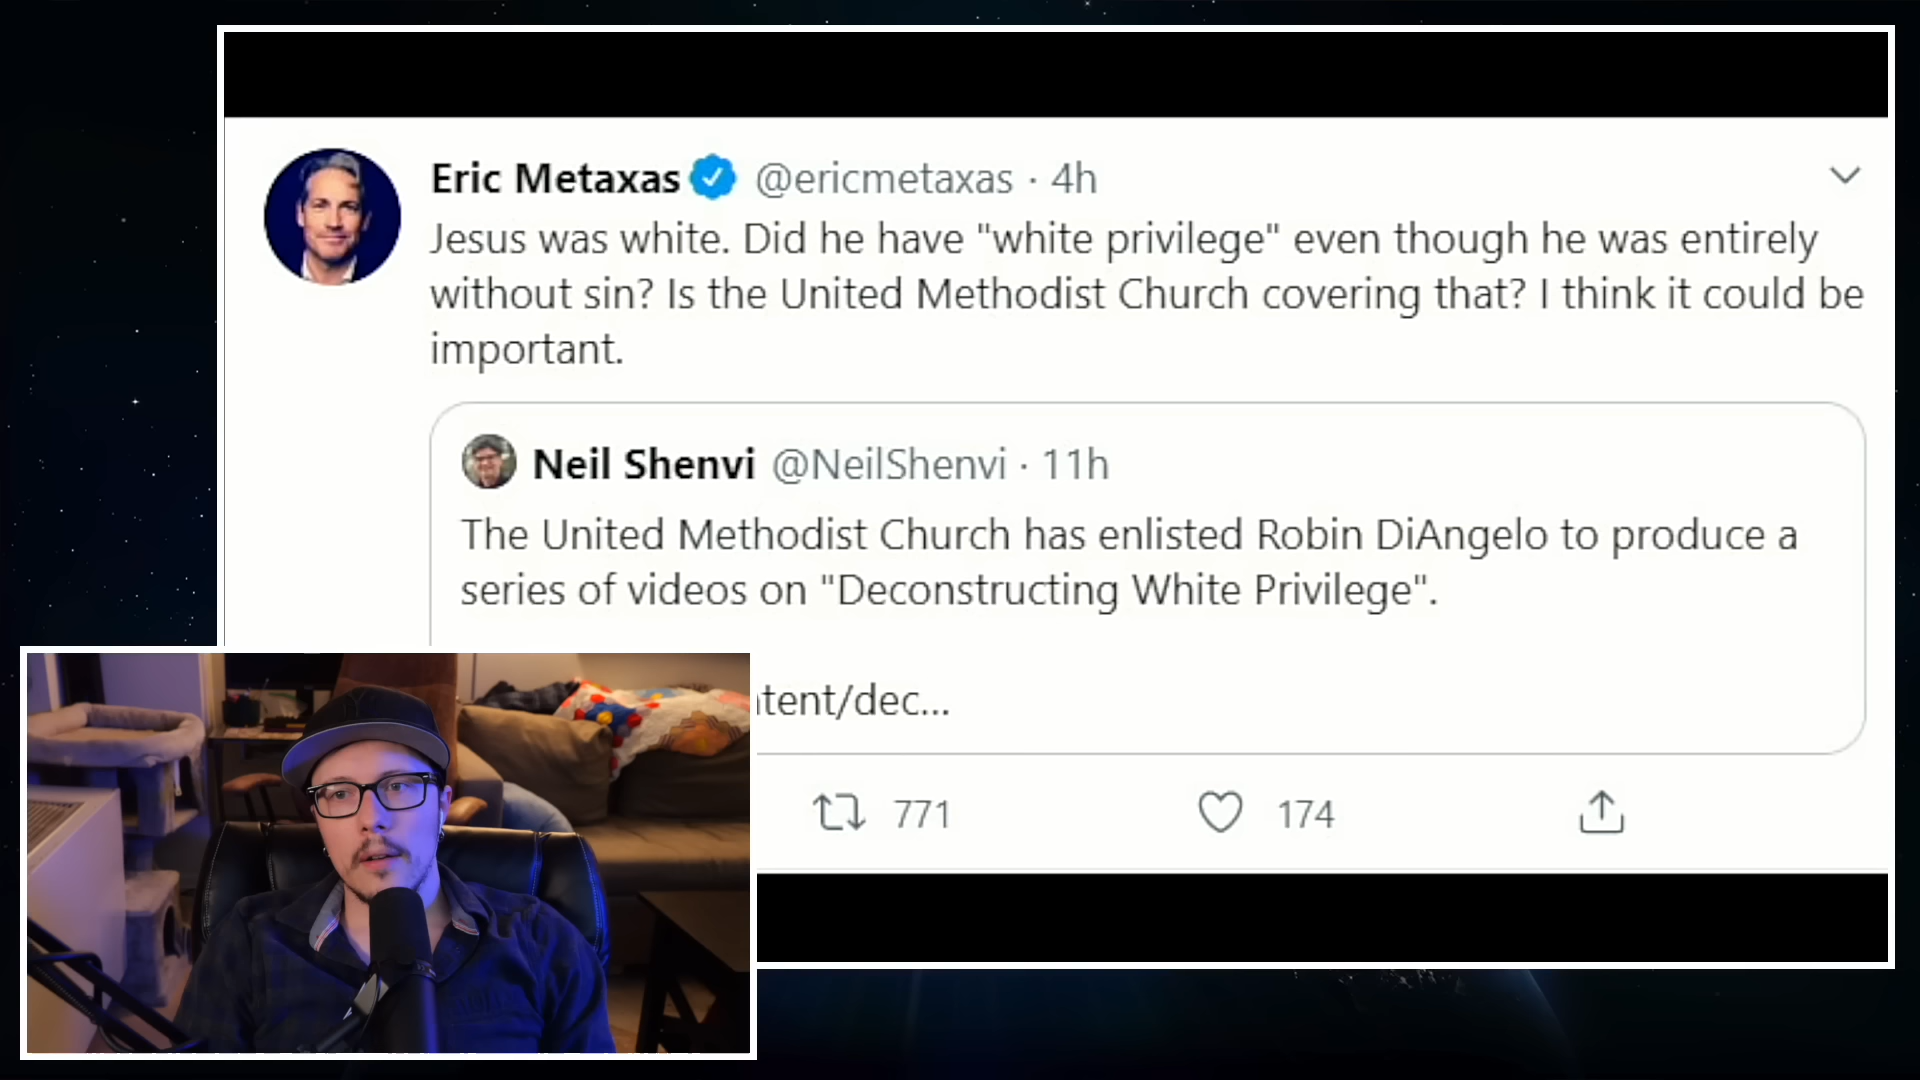 Eric Metaxas @ericmetaxas · 4h
Jesus was white. Did he have "white privilege" even though he was entirely
without sin? Is the United Methodist Church covering that? I think it could be
important.
Neil Shenvi @NeilShenvi · 11h
The United Methodist Church has enlisted Robin DiAngelo to produce a
series of videos on "Deconstructing White Privilege".
tent/dec...
771
174